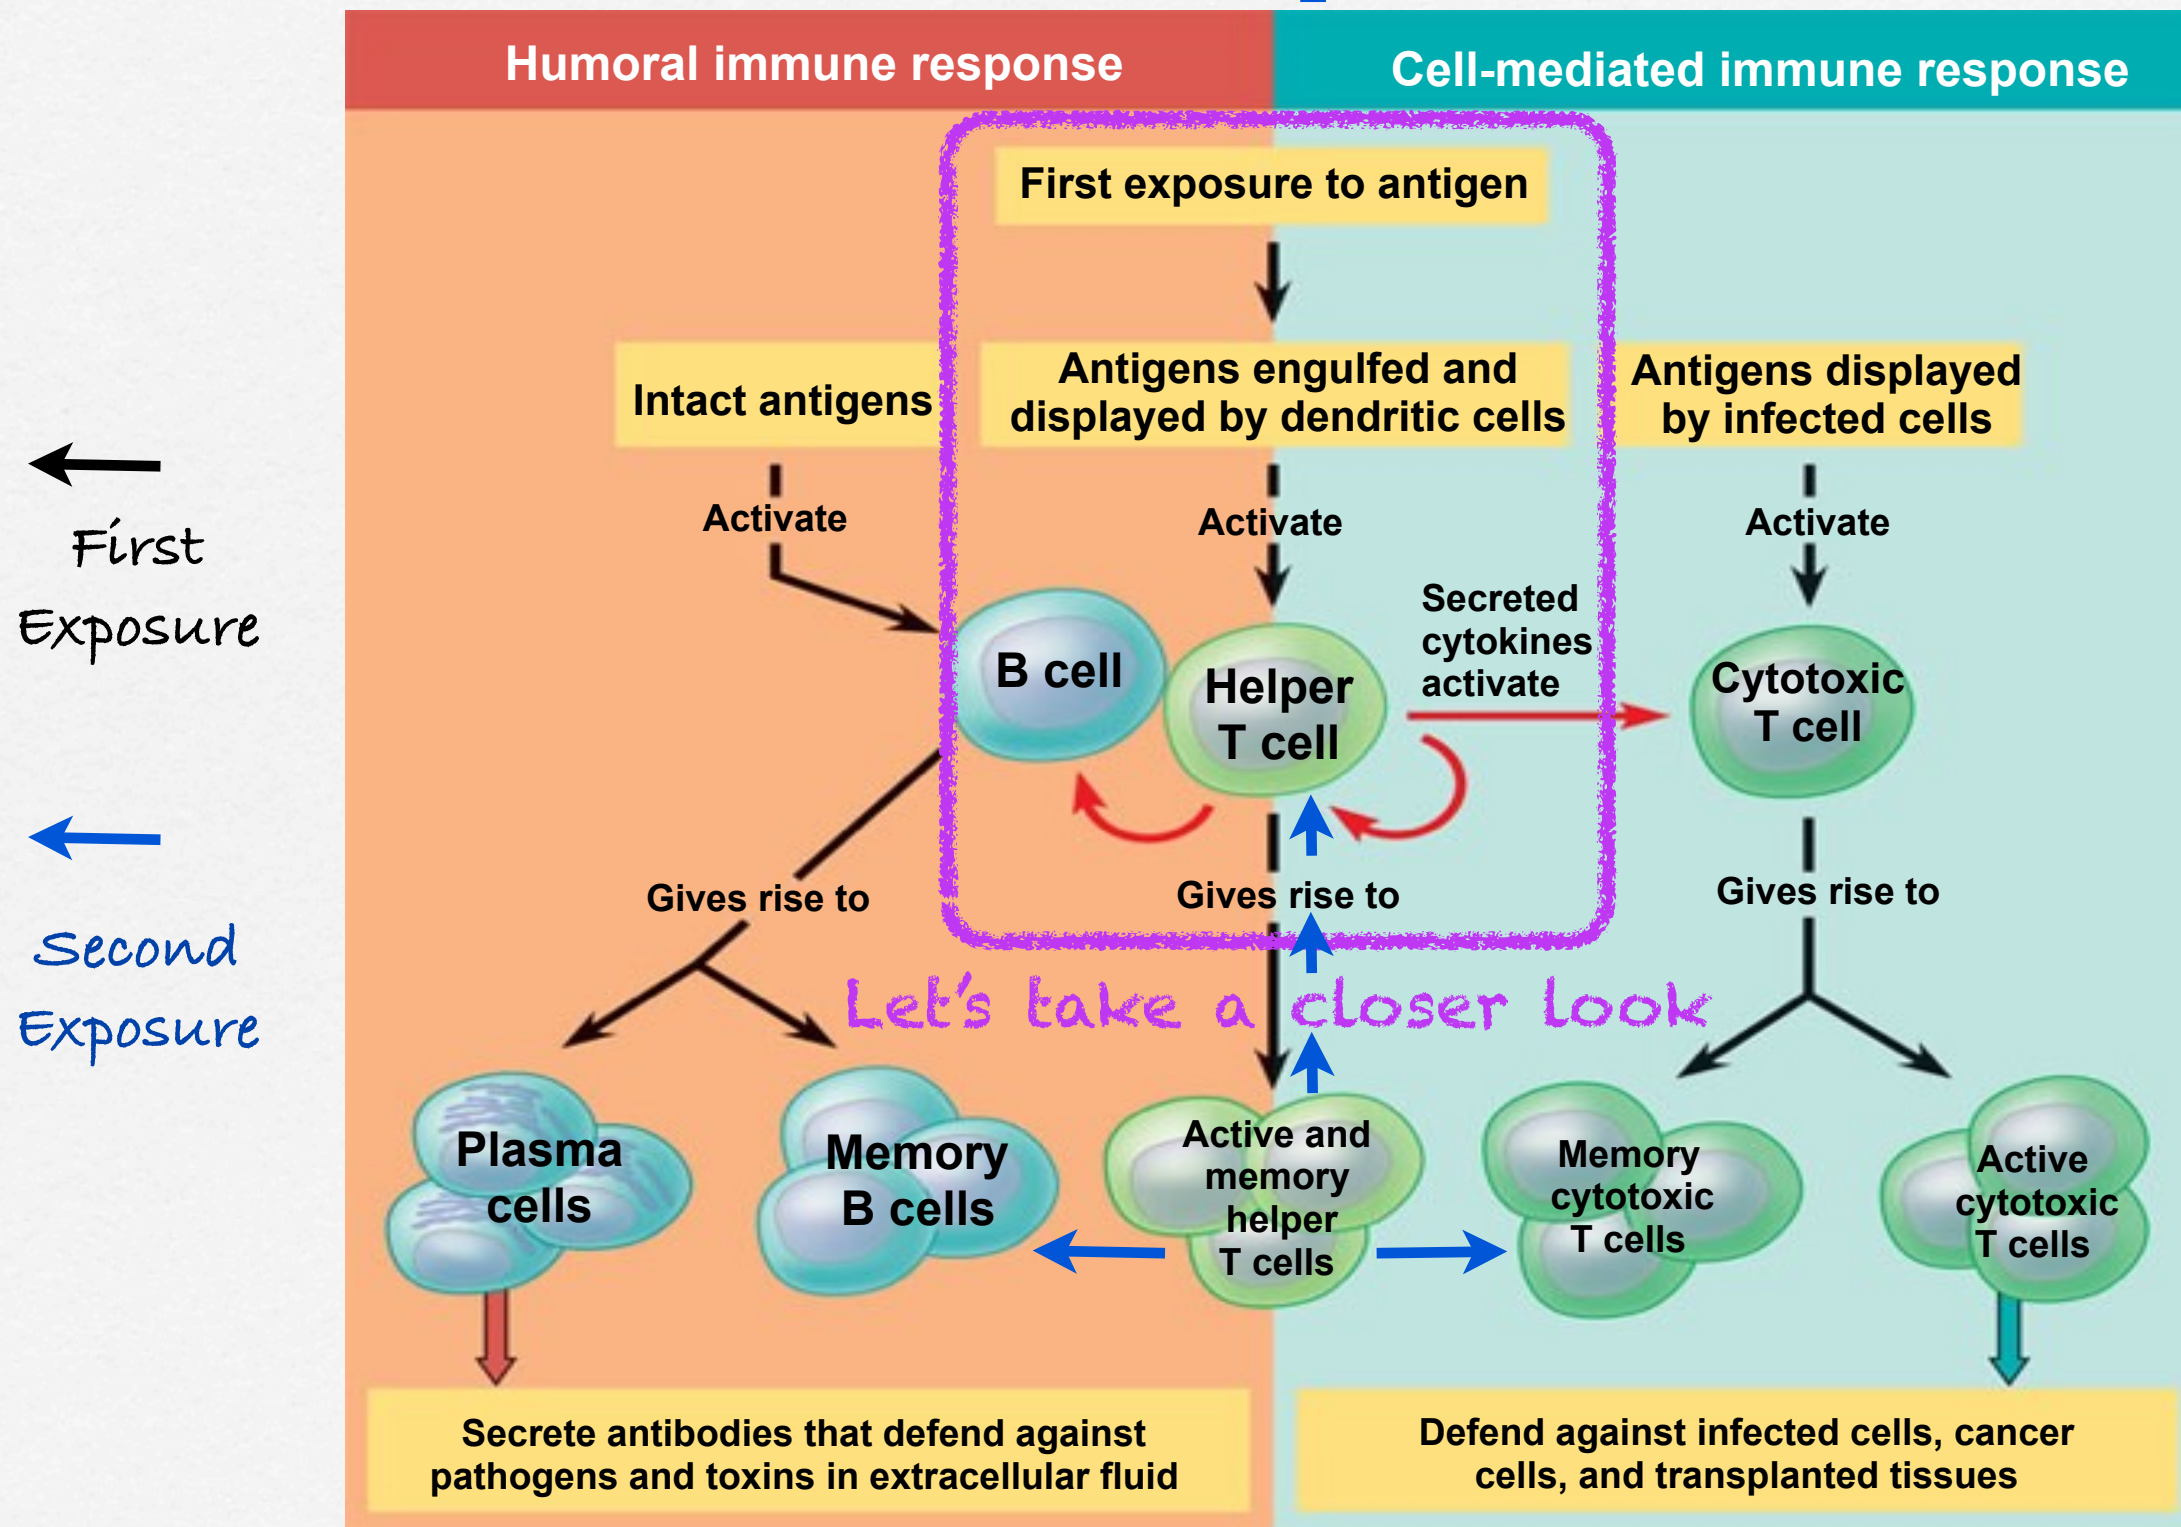 Humoral immune response
Cell-mediated immune response
First exposure to antigen
Intact antigens
Antigens engulfed and
displayed by dendritic cells
Antigens displayed
by infected cells
Activate
Activate
Activate
First
Exposure
B cell
Helper
T cell
Secreted
cytokines
activate
Cytotoxic
T cell
Gives rise to
Gives rise to
Gives rise to
Second
Exposure
Let's take a closer look
Plasma
cells
Memory
B cells
Active and
memory
helper
T cells
Memory
cytotoxic
T cells
Active
cytotoxic
T cells
Secrete antibodies that defend against
pathogens and toxins in extracellular fluid
Defend against infected cells, cancer
cells, and transplanted tissues